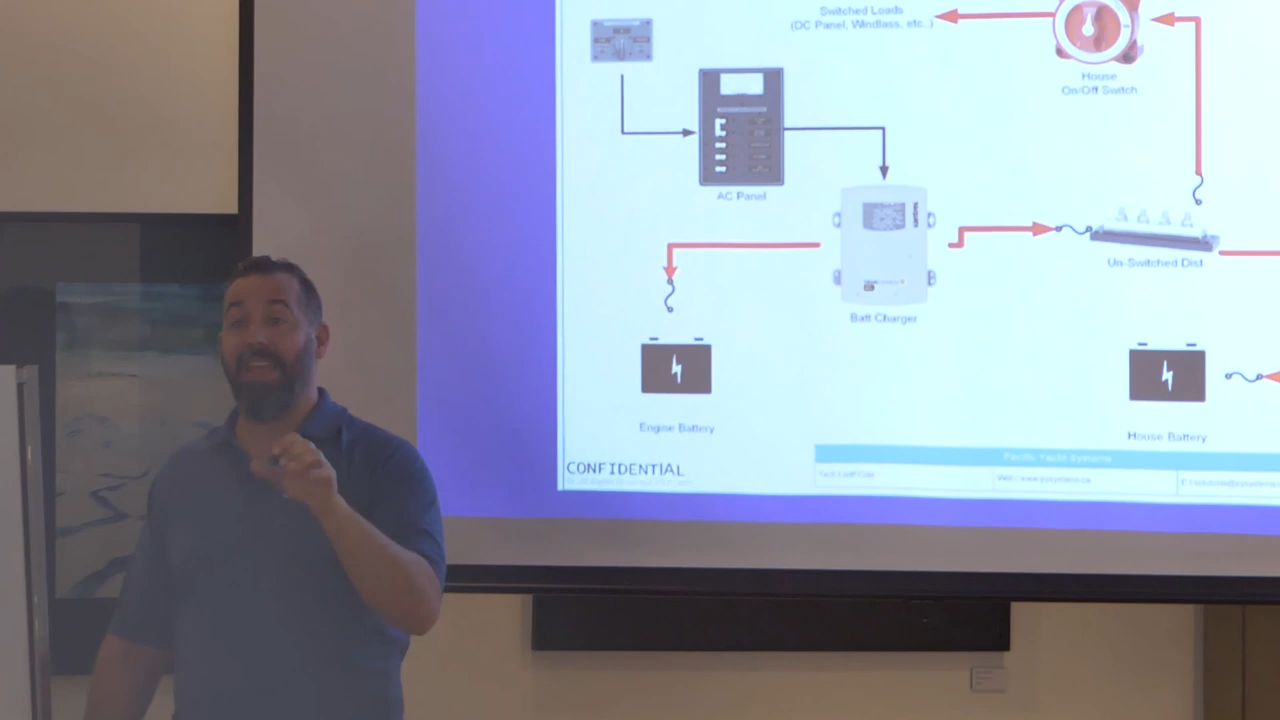 Switched Loads
(DC Panel, Windlass, etc..)
House
On/Off Switch
AC Panel
Un-Switched Dist
Batt Charger
Engine Battery
House Battery
CONFIDENTIAL
Pacific Yacht Systems